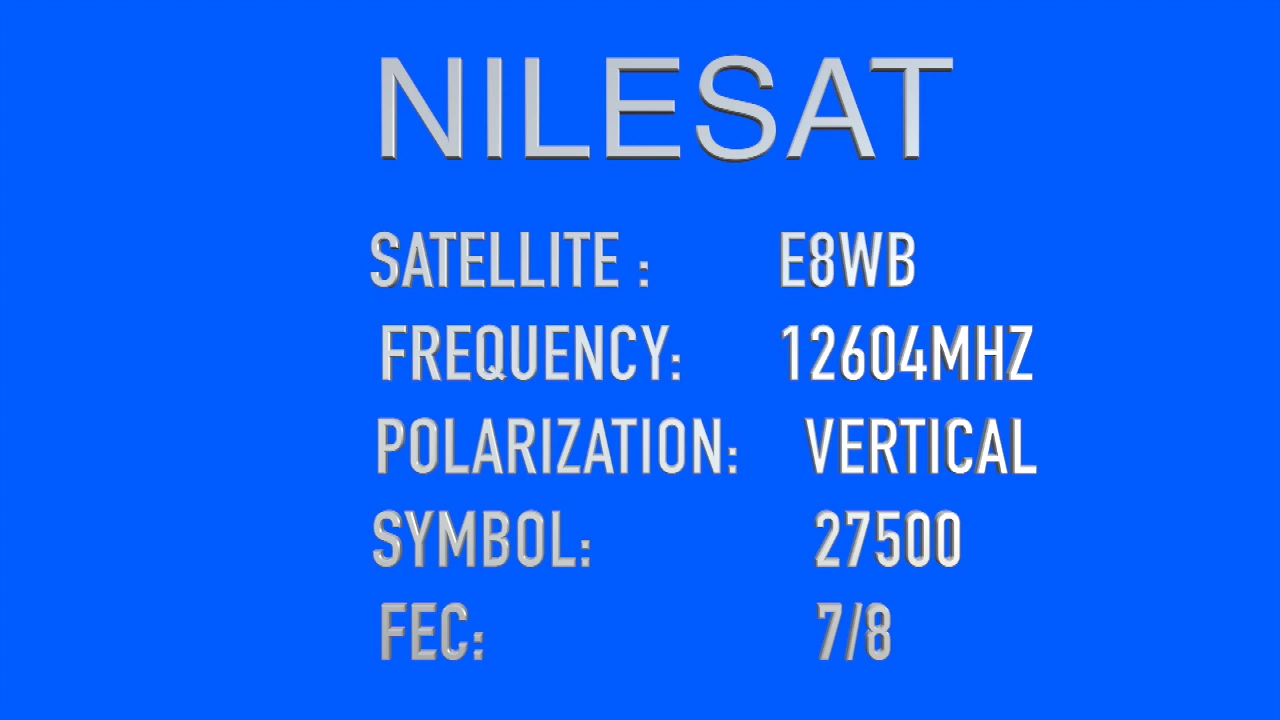 NILESAT
SATELLITE : E8WB
FREQUENCY: 12604MHZ
POLARIZATION: VERTICAL
SYMBOL: 27500
FEC: 7/8